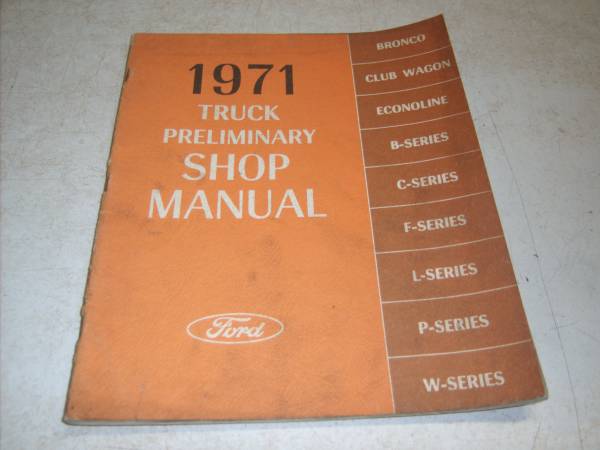 1971
TRUCK
PRELIMINARY
SHOP
MANUAL
Ford
BRONCO
CLUB WAGON
ECONOLINE
B-SERIES
C-SERIES
F-SERIES
L-SERIES
P-SERIES
W-SERIES